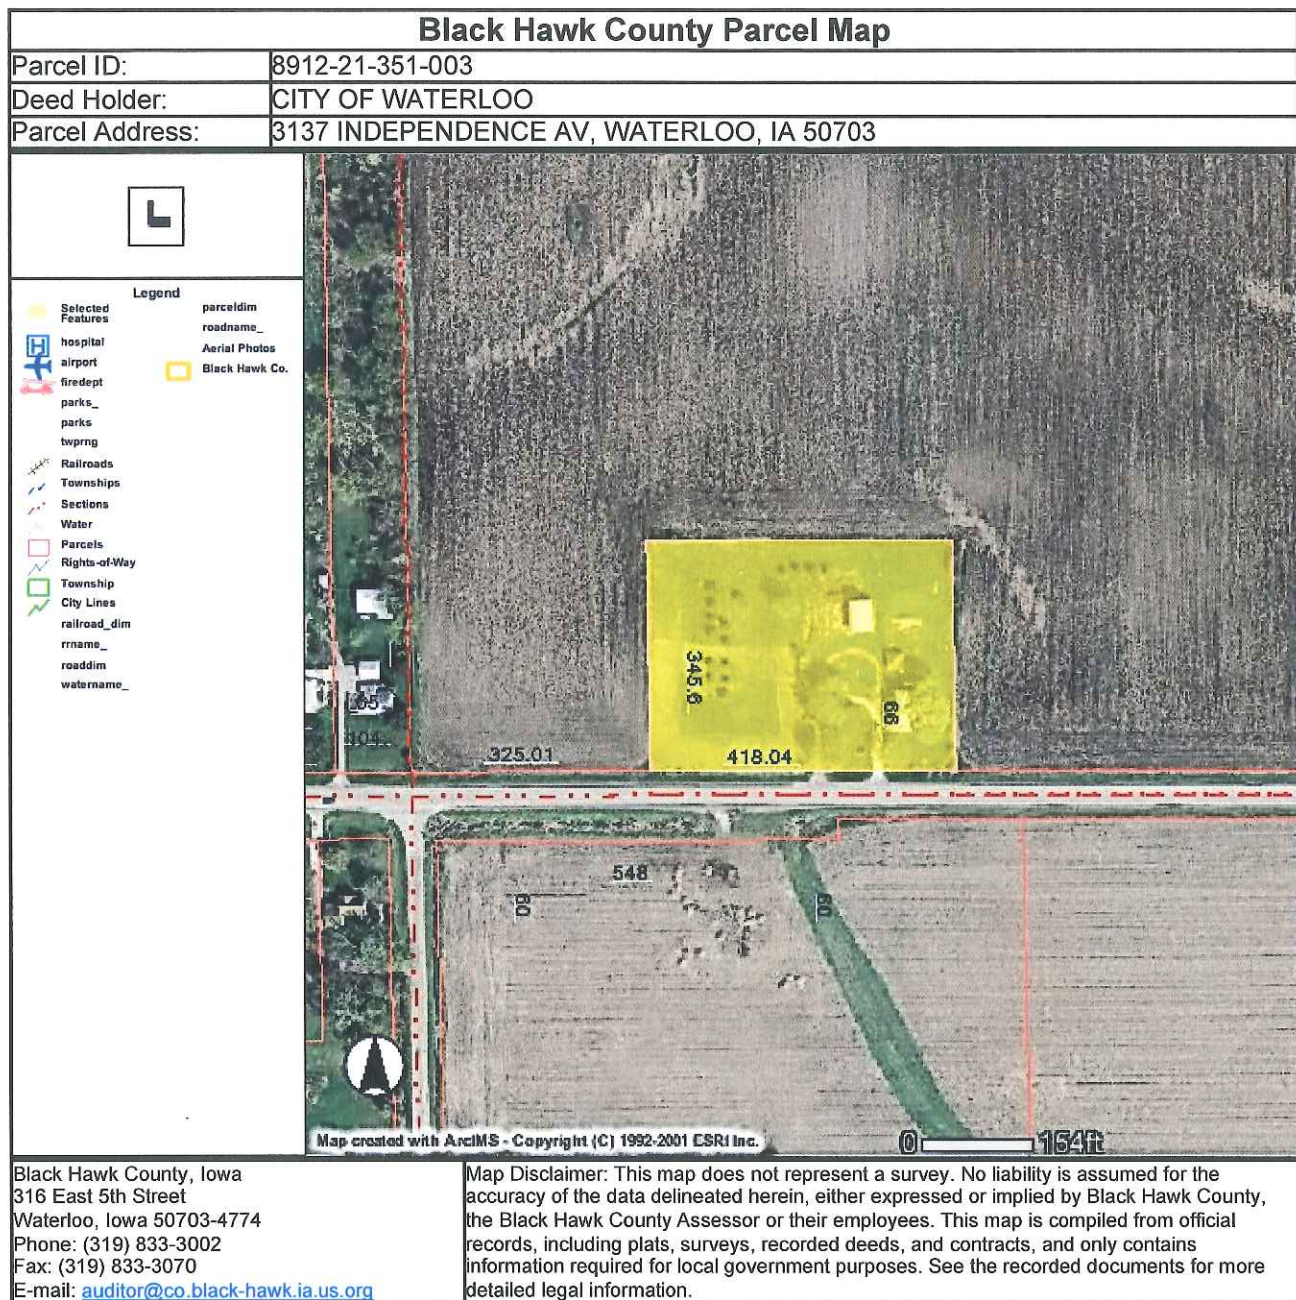 Black Hawk County Parcel Map
Parcel ID: 8912-21-351-003
Deed Holder: CITY OF WATERLOO
Parcel Address: 3137 INDEPENDENCE AV, WATERLOO, IA 50703
Legend
Selected
Features
hospital
airport
firedept
parks_
parks
twprng
Railroads
Townships
Sections
Water
Parcels
Rights-of-Way
Township
City Lines
railroad_dim
rrname_
roaddim
watername_
parceldim
roadname_
Aerial Photos
Black Hawk Co.
345.6
66
325.01
418.04
548
60
60
Map created with ArcIMS - Copyright (C) 1992-2001 ESRI Inc.
0 154ft
Black Hawk County, Iowa
316 East 5th Street
Waterloo, Iowa 50703-4774
Phone: (319) 833-3002
Fax: (319) 833-3070
E-mail: auditor@co.black-hawk.ia.us.org
Map Disclaimer: This map does not represent a survey. No liability is assumed for the
accuracy of the data delineated herein, either expressed or implied by Black Hawk County,
the Black Hawk County Assessor or their employees. This map is compiled from official
records, including plats, surveys, recorded deeds, and contracts, and only contains
information required for local government purposes. See the recorded documents for more
detailed legal information.